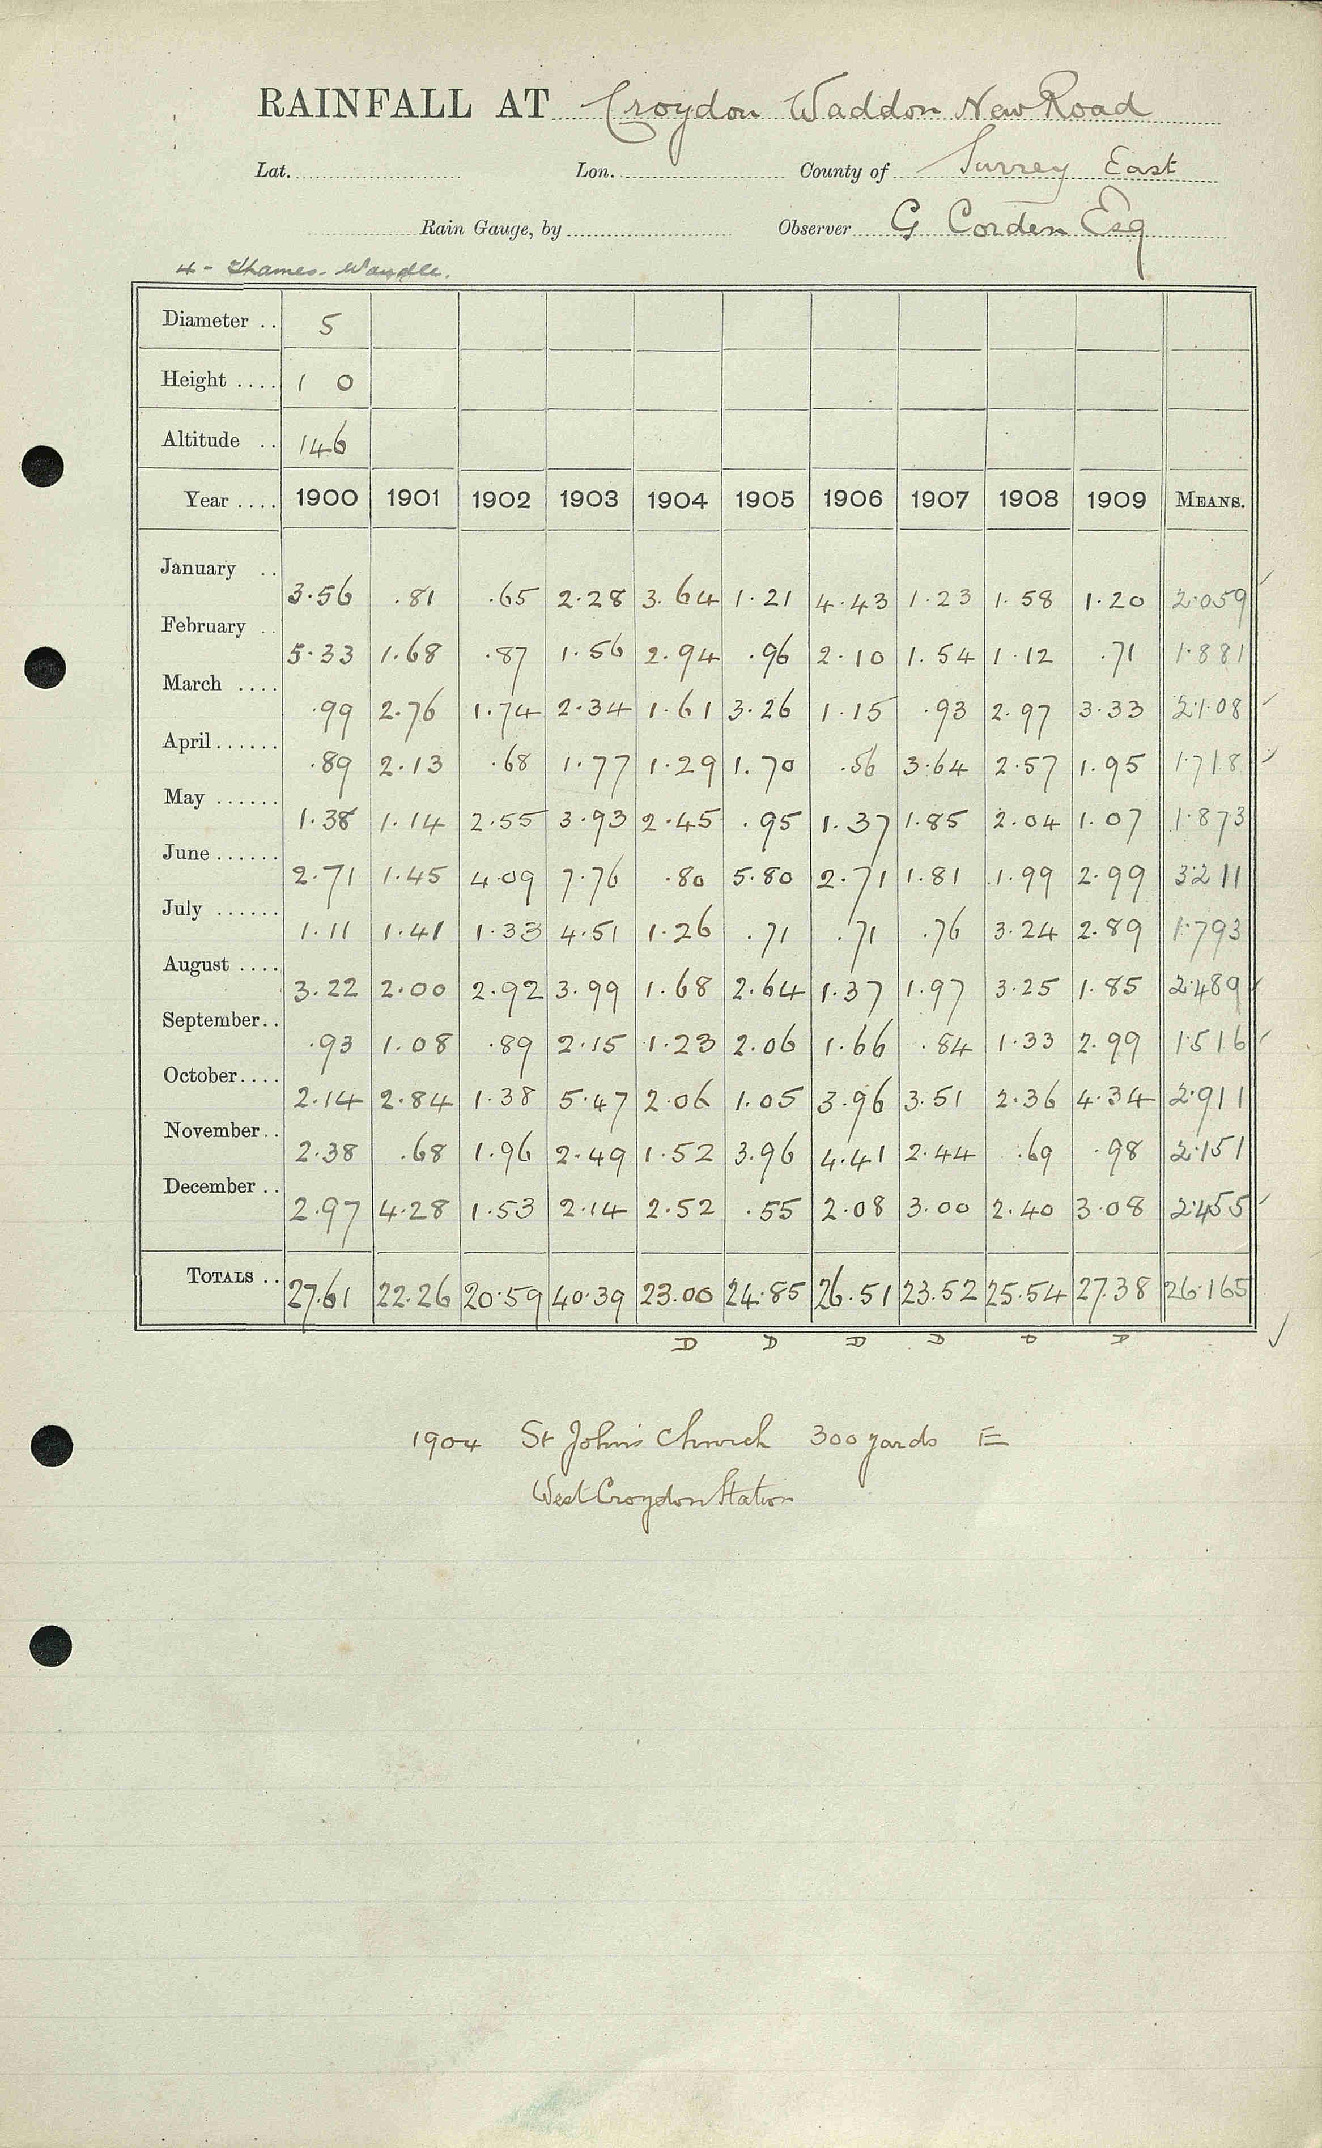 RAINFALL AT Croydon Waddon New Road
Lat. Lon. County of Surrey East
Rain Gauge, by Observer G Corden Esq
4 - Thames. Wandle.
Diameter .. 5
Height .... 1 0
Altitude .. 146
Year .... 1900 1901 1902 1903 1904 1905 1906 1907 1908 1909 MEANS.
January .. 3.56 .81 .65 2.28 3.64 1.21 4.43 1.23 1.58 1.20 2.059
February .. 5.33 1.68 .87 1.56 2.94 .96 2.10 1.54 1.12 .71 1.881
March .... .99 2.76 1.74 2.34 1.61 3.26 1.15 .93 2.97 3.33 2.108
April...... .89 2.13 .68 1.77 1.29 1.70 .56 3.64 2.57 1.95 1.718
May ...... 1.38 1.14 2.55 3.93 2.45 .95 1.37 1.85 2.04 1.07 1.873
June...... 2.71 1.45 4.09 7.76 .80 5.80 2.71 1.81 1.99 2.99 3.211
July ...... 1.11 1.41 1.33 4.51 1.26 .71 .71 .76 3.24 2.89 1.793
August .... 3.22 2.00 2.92 3.99 1.68 2.64 1.37 1.97 3.25 1.85 2.489
September.. .93 1.08 .89 2.15 1.23 2.06 1.66 .84 1.33 2.99 1.516
October.... 2.14 2.84 1.38 5.47 2.06 1.05 3.96 3.51 2.36 4.34 2.911
November.. 2.38 .68 1.96 2.49 1.52 3.96 4.41 2.44 .69 .98 2.151
December .. 2.97 4.28 1.53 2.14 2.52 .55 2.08 3.00 2.40 3.08 2.455
TOTALS .. 27.61 22.26 20.59 40.39 23.00 24.85 26.51 23.52 25.54 27.38 26.165
D D D D D D
1904 St John's Church 300 yards E
West Croydon Station